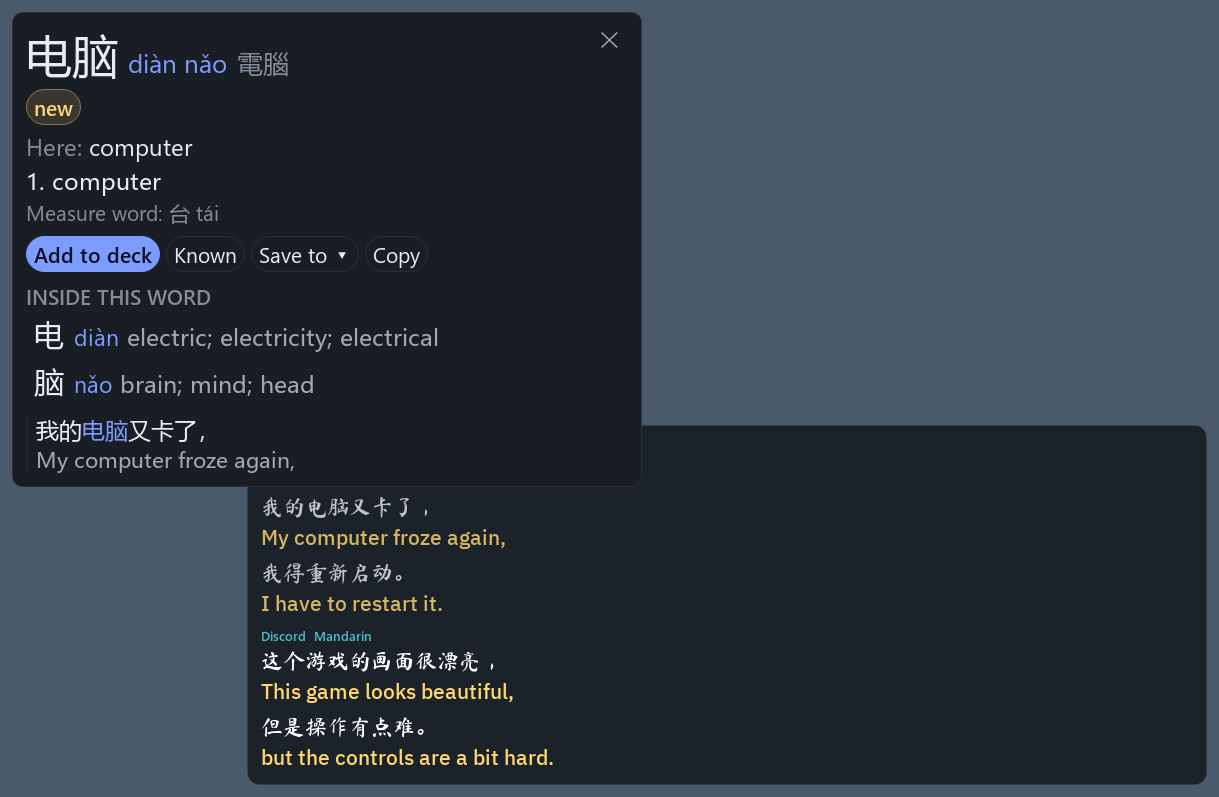 电脑 diàn nǎo 電腦
new
Here: computer
1. computer
Measure word: 台 tái
Add to deck Known Save to ▾ Copy
INSIDE THIS WORD
电 diàn electric; electricity; electrical
脑 nǎo brain; mind; head
我的电脑又卡了，
My computer froze again,
我的电脑又卡了，
My computer froze again,
我得重新启动。
I have to restart it.
Discord Mandarin
这个游戏的画面很漂亮，
This game looks beautiful,
但是操作有点难。
but the controls are a bit hard.